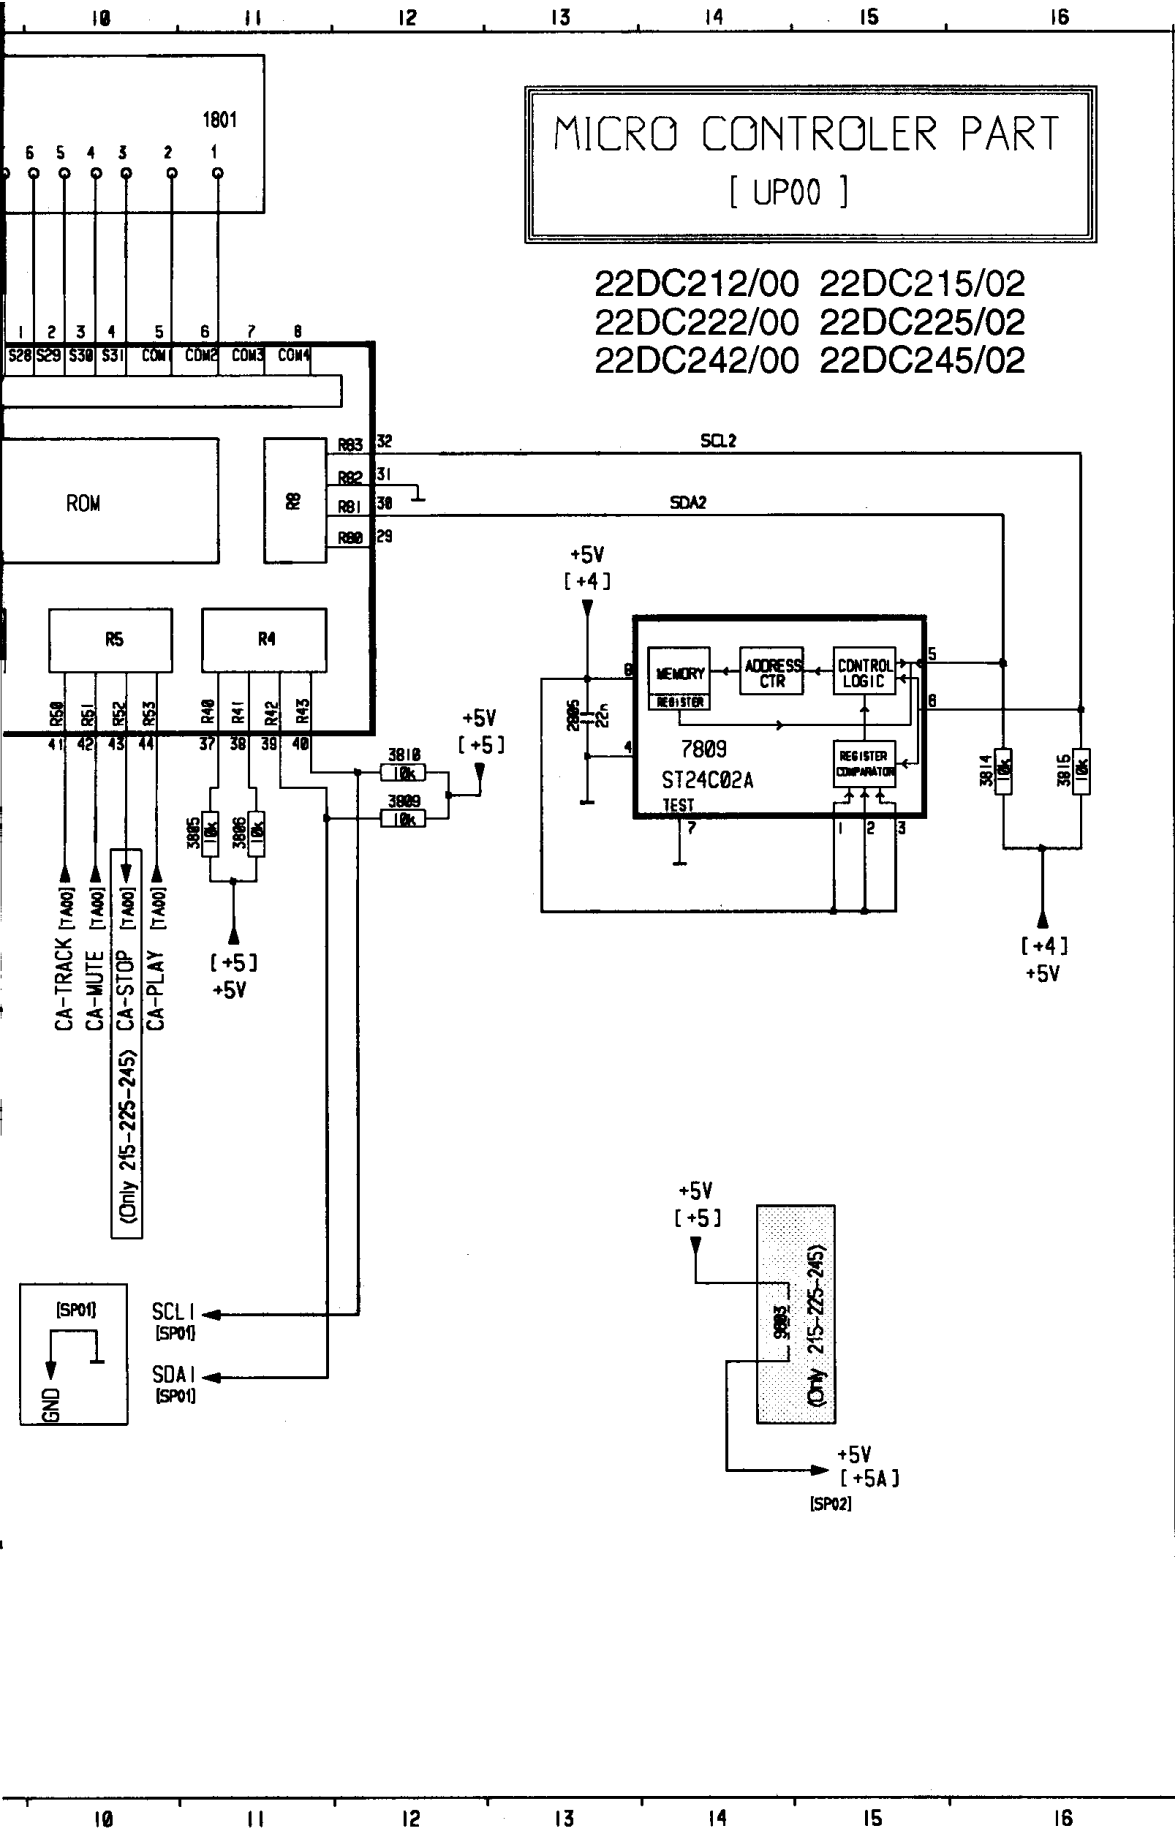 10 11 12 13 14 15 16
1801
6 5 4 3 2 1
MICRO CONTROLER PART
[ UP00 ]
22DC212/00 22DC215/02
22DC222/00 22DC225/02
22DC242/00 22DC245/02
1 2 3 4 5 6 7 8
S28 S29 S30 S31 COM1 COM2 COM3 COM4
ROM
R8
R83 32
R82 31
R81 30
R80 29
SCL2
SDA2
R5
R4
R50 R51 R52 R53
R40 R41 R42 R43
41 42 43 44
37 38 39 40
+5V
[+5]
3810
10k
3809
10k
3805
10k
3806
10k
[+5]
+5V
CA-TRACK [TA00]
CA-MUTE [TA00]
(Only 215-225-245) CA-STOP [TA00]
CA-PLAY [TA00]
+5V
[+4]
8
2805
22n
4
MEMORY
REGISTER
ADDRESS
CTR
CONTROL
LOGIC
5
6
7809
ST24C02A
REGISTER
COMPARATOR
TEST
7
1 2 3
3814
10k
3815
10k
[+4]
+5V
[SP01]
GND
SCL1
[SP01]
SDA1
[SP01]
+5V
[+5]
9803
(Only 215-225-245)
+5V
[+5A]
[SP02]
10 11 12 13 14 15 16